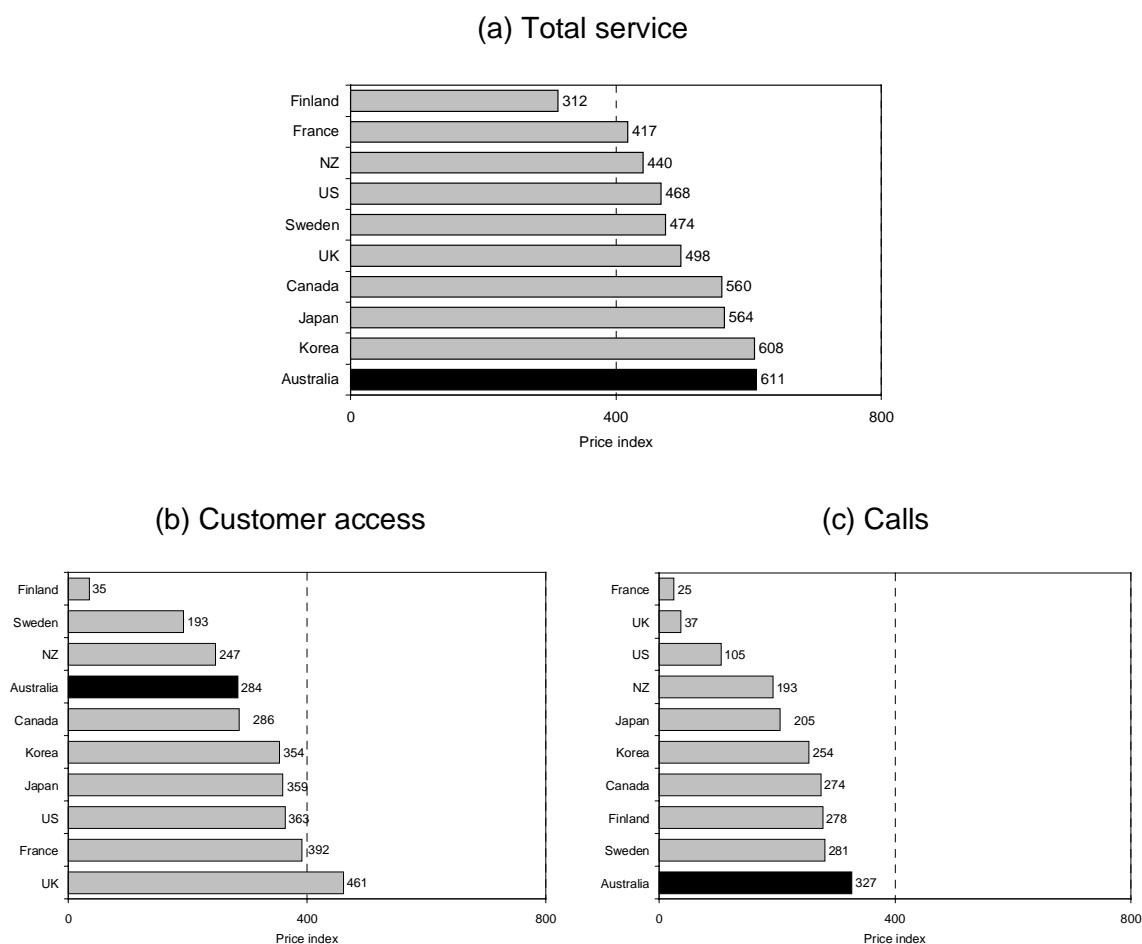 (a) Total service
Finland 312
France 417
NZ 440
US 468
Sweden 474
UK 498
Canada 560
Japan 564
Korea 608
Australia 611
0 400 800
Price index
(b) Customer access
Finland 35
Sweden 193
NZ 247
Australia 284
Canada 286
Korea 354
Japan 359
US 363
France 392
UK 461
0 400 800
Price index
(c) Calls
France 25
UK 37
US 105
NZ 193
Japan 205
Korea 254
Canada 274
Finland 278
Sweden 281
Australia 327
0 400 800
Price index